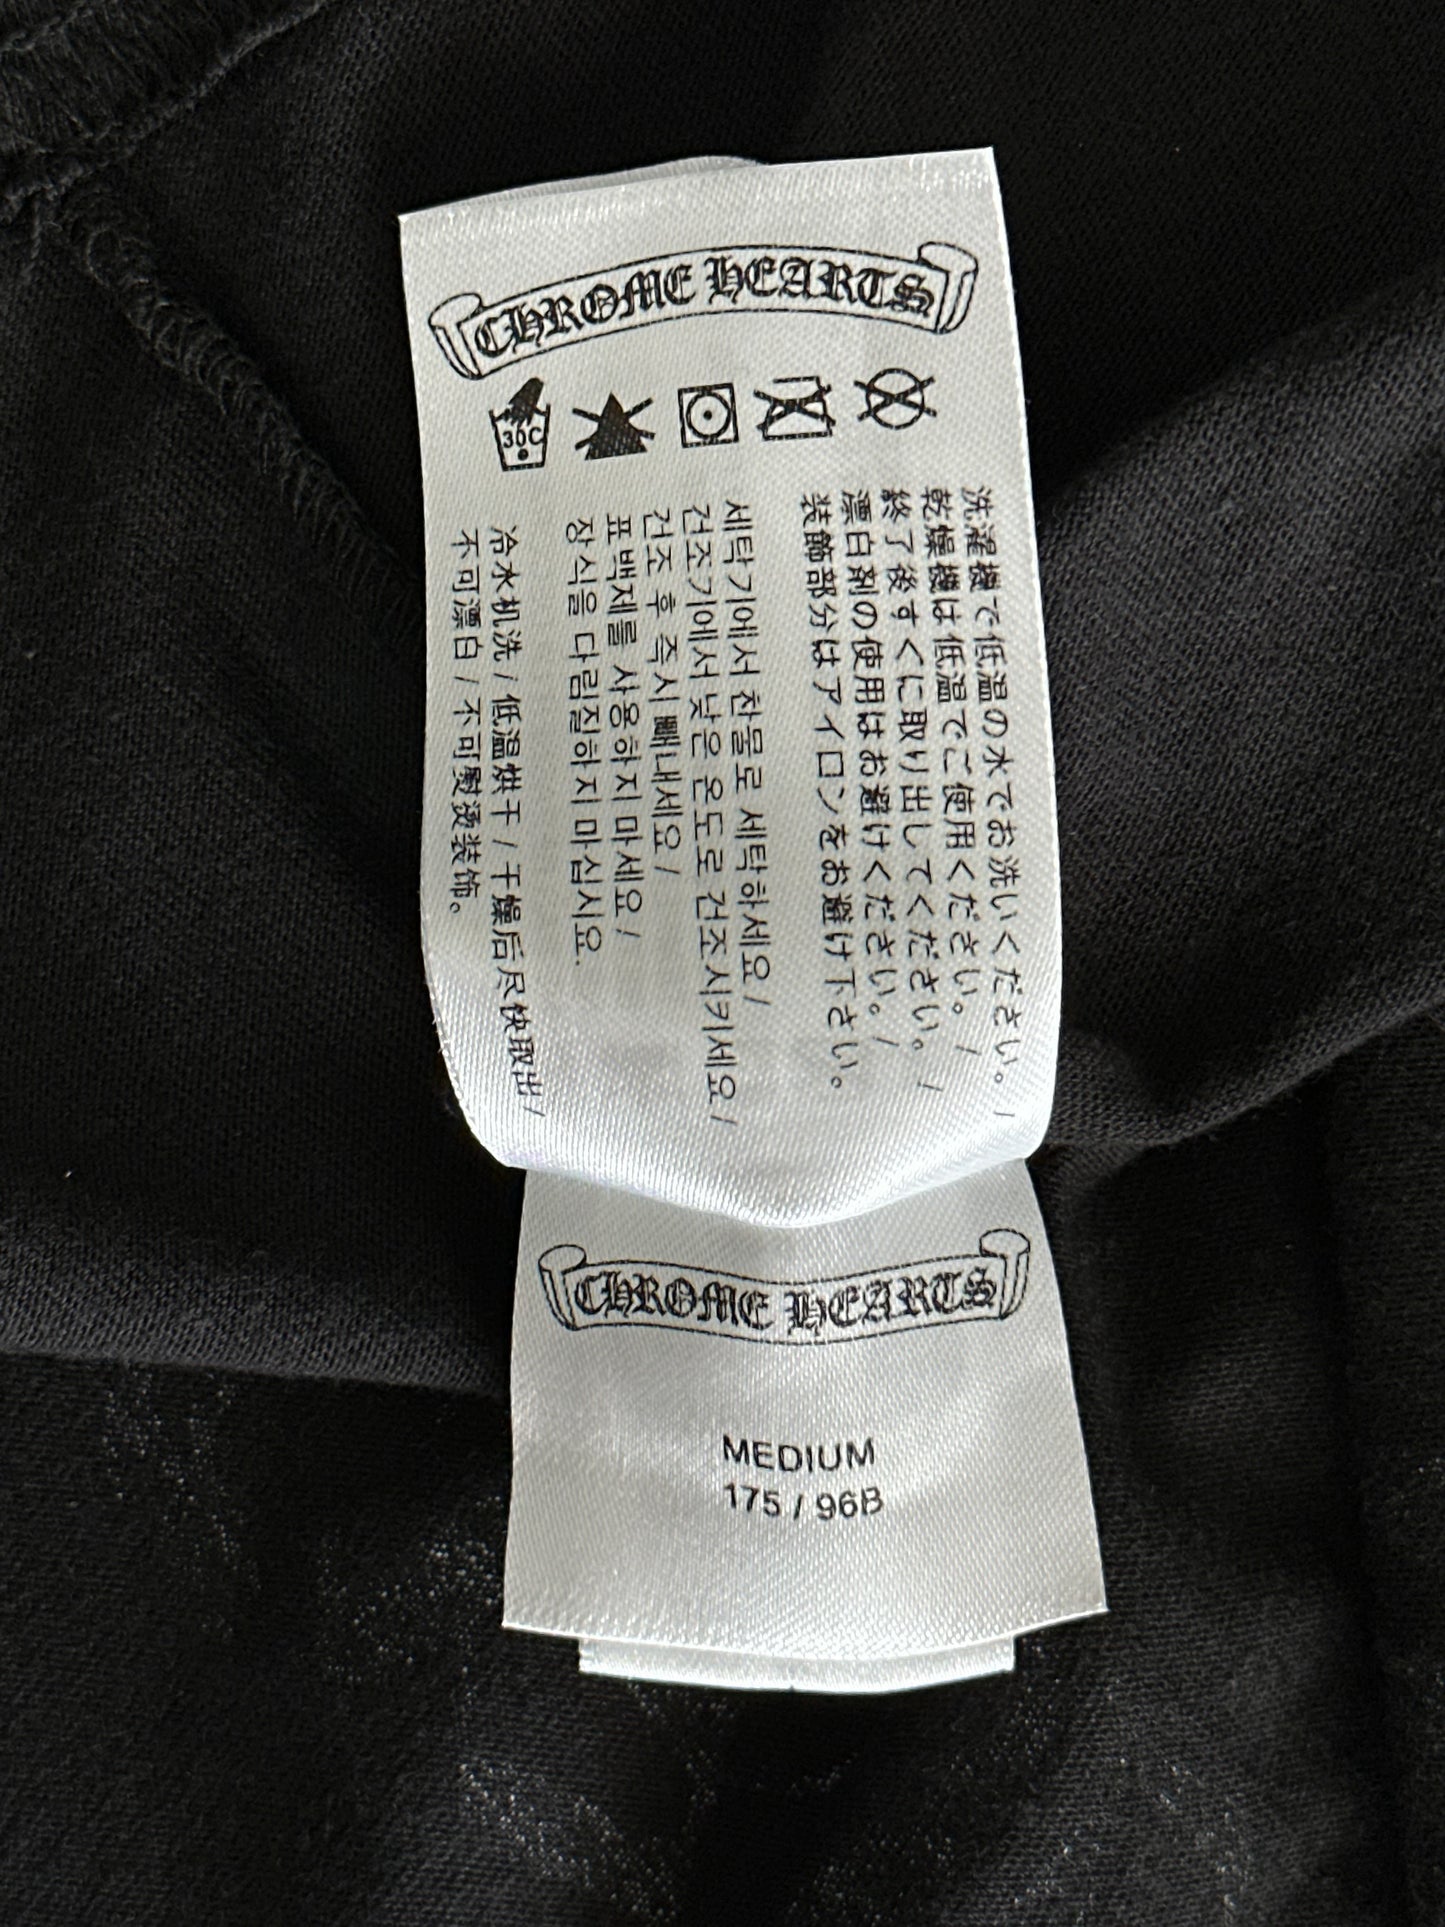 CHROME HEARTS
30C
洗濯機で低温の水でお洗いください。/
乾燥機は低温でご使用ください。/
終了後すぐに取り出してください。/
漂白剤の使用はお避けください。/
装飾部分はアイロンをお避け下さい。
세탁기에서 찬물로 세탁하세요 /
건조기에서 낮은 온도로 건조시키세요 /
건조 후 즉시 빼내세요 /
표백제를 사용하지 마세요 /
장식을 다림질하지 마십시요.
冷水机洗 / 低温烘干 / 干燥后尽快取出 /
不可漂白 / 不可熨烫装饰。
CHROME HEARTS
MEDIUM
175 / 96B